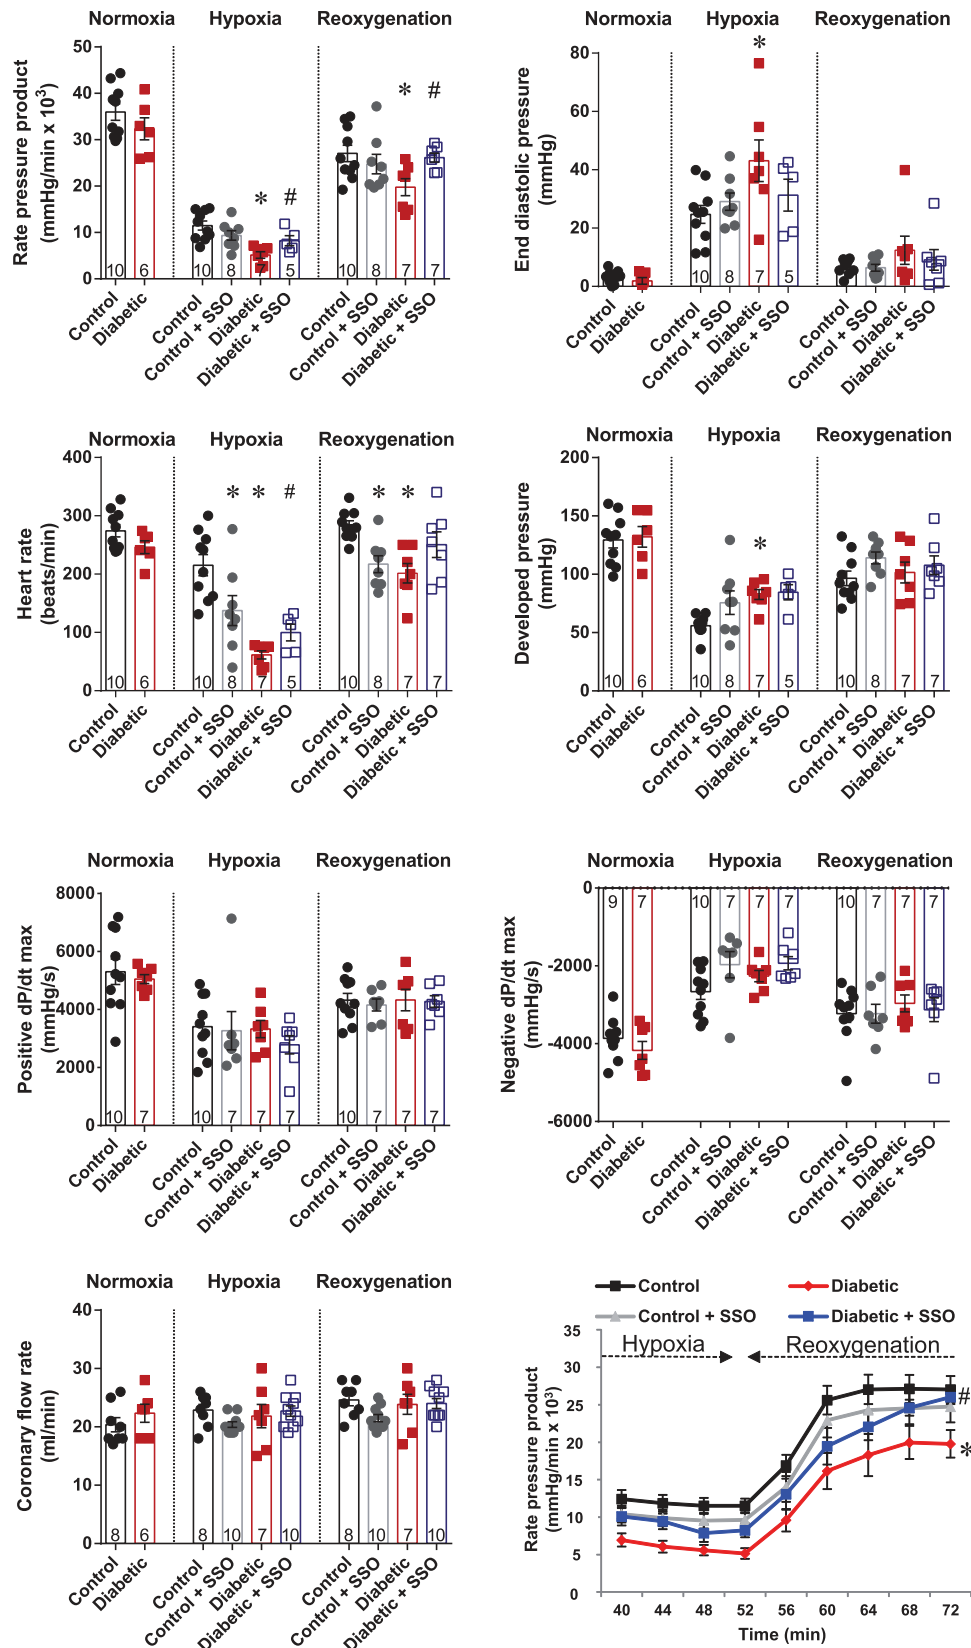 Normoxia Hypoxia Reoxygenation
Rate pressure product
(mmHg/min x 10³)
50
40
30
20
10
0
* # * #
10 6 10 8 7 5 10 8 7 7
Control
Diabetic
Control
Control + SSO
Diabetic
Diabetic + SSO
Control
Control + SSO
Diabetic
Diabetic + SSO
Normoxia Hypoxia Reoxygenation
End diastolic pressure
(mmHg)
80
60
40
20
0
*
10 8 7 5
Control
Diabetic
Control
Control + SSO
Diabetic
Diabetic + SSO
Control
Control + SSO
Diabetic
Diabetic + SSO
Normoxia Hypoxia Reoxygenation
Heart rate
(beats/min)
400
300
200
100
0
* * # * *
10 6 10 8 7 5 10 8 7 7
Control
Diabetic
Control
Control + SSO
Diabetic
Diabetic + SSO
Control
Control + SSO
Diabetic
Diabetic + SSO
Normoxia Hypoxia Reoxygenation
Developed pressure
(mmHg)
200
150
100
50
0
*
10 6 10 8 7 5 10 8 7 7
Control
Diabetic
Control
Control + SSO
Diabetic
Diabetic + SSO
Control
Control + SSO
Diabetic
Diabetic + SSO
Normoxia Hypoxia Reoxygenation
Positive dP/dt max
(mmHg/s)
8000
6000
4000
2000
0
10 7 10 7 7 7 10 7 7 7
Control
Diabetic
Control
Control + SSO
Diabetic
Diabetic + SSO
Control
Control + SSO
Diabetic
Diabetic + SSO
Normoxia Hypoxia Reoxygenation
Negative dP/dt max
(mmHg/s)
0
-2000
-4000
-6000
9 7 10 7 7 7 10 7 7 7
Control
Diabetic
Control
Control + SSO
Diabetic
Diabetic + SSO
Control
Control + SSO
Diabetic
Diabetic + SSO
Normoxia Hypoxia Reoxygenation
Coronary flow rate
(ml/min)
40
30
20
10
0
8 6 8 10 7 10 8 10 7 10
Control
Diabetic
Control
Control + SSO
Diabetic
Diabetic + SSO
Control
Control + SSO
Diabetic
Diabetic + SSO
Control Diabetic
Control + SSO Diabetic + SSO
Hypoxia Reoxygenation
Rate pressure product
(mmHg/min x 10³)
35
30
25
20
15
10
5
0
#
*
40 44 48 52 56 60 64 68 72
Time (min)